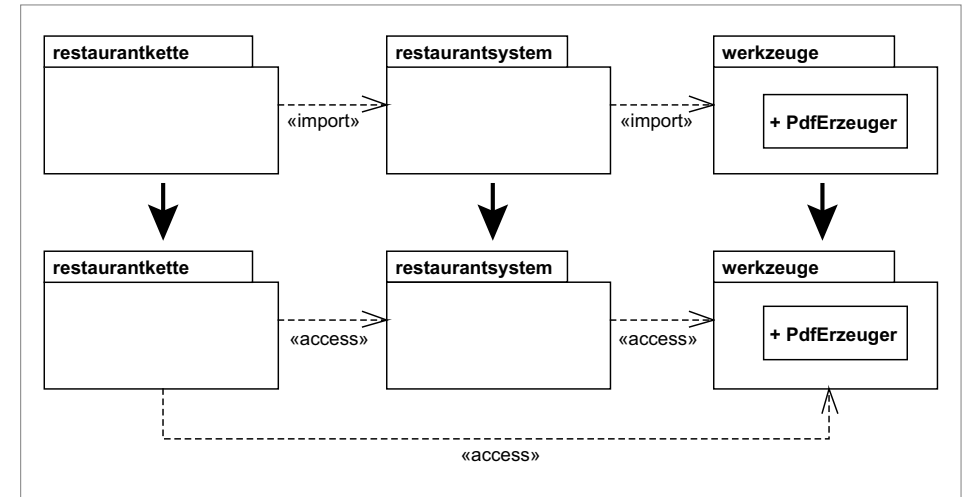 restaurantkette
restaurantsystem
werkzeuge
+ PdfErzeuger
«import»
«import»
restaurantkette
restaurantsystem
werkzeuge
+ PdfErzeuger
«access»
«access»
«access»